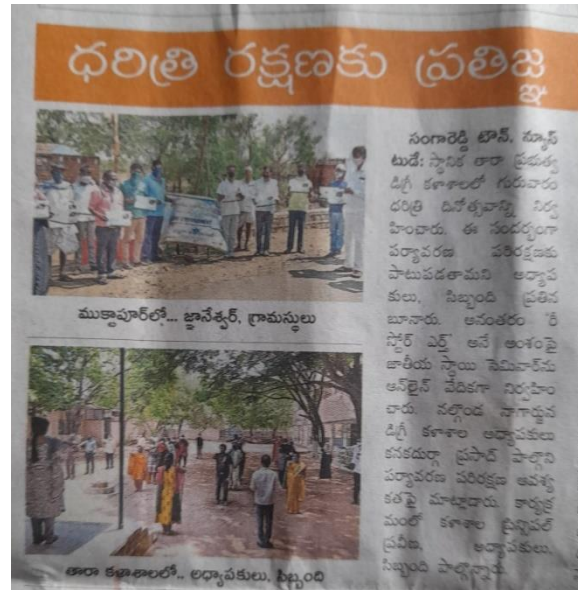 ధరిత్రి రక్షణకు ప్రతిజ్ఞ
ముక్తాపూర్‌లో... జ్ఞానేశ్వర్, గ్రామస్థులు
తారా కళాశాలలో.. అధ్యాపకులు, సిబ్బంది
సంగారెడ్డి టౌన్, న్యూస్
టుడే: స్థానిక తారా ప్రభుత్వ
డిగ్రీ కళాశాలలో గురువారం
ధరిత్రి దినోత్సవాన్ని నిర్వ
హించారు. ఈ సందర్భంగా
పర్యావరణ పరిరక్షణకు
పాటుపడతామని అధ్యాప
కులు, సిబ్బంది ప్రతిన
బూనారు. అనంతరం 'రీ
స్టోర్ ఎర్త్' అనే అంశంపై
జాతీయ స్థాయి సెమినార్‌ను
ఆన్‌లైన్ వేదికగా నిర్వహిం
చారు. నల్గొండ నాగార్జున
డిగ్రీ కళాశాల అధ్యాపకులు
కనకదుర్గా ప్రసాద్ పాల్గొని
పర్యావరణ పరిరక్షణ ఆవశ్య
కతపై మాట్లాడారు. కార్యక్ర
మంలో కళాశాల ప్రిన్సిపల్
ప్రవీణ, అధ్యాపకులు,
సిబ్బంది పాల్గొన్నారు.